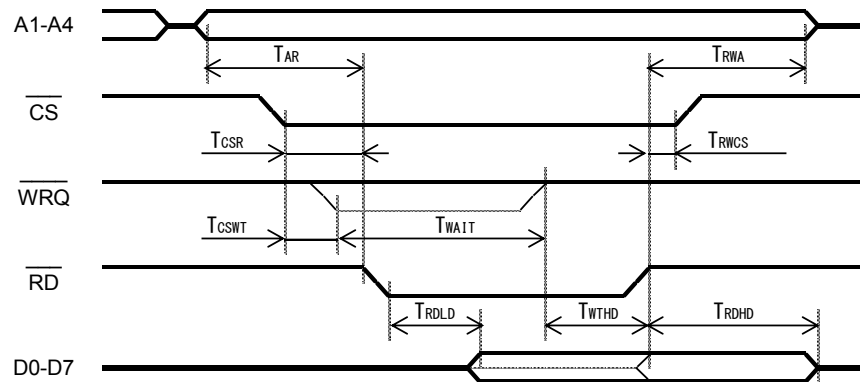 A1-A4
TAR
TRWA
CS
TCSR
TRWCS
WRQ
TCSWT
TWAIT
RD
TRDLD
TWTHD
TRDHD
D0-D7